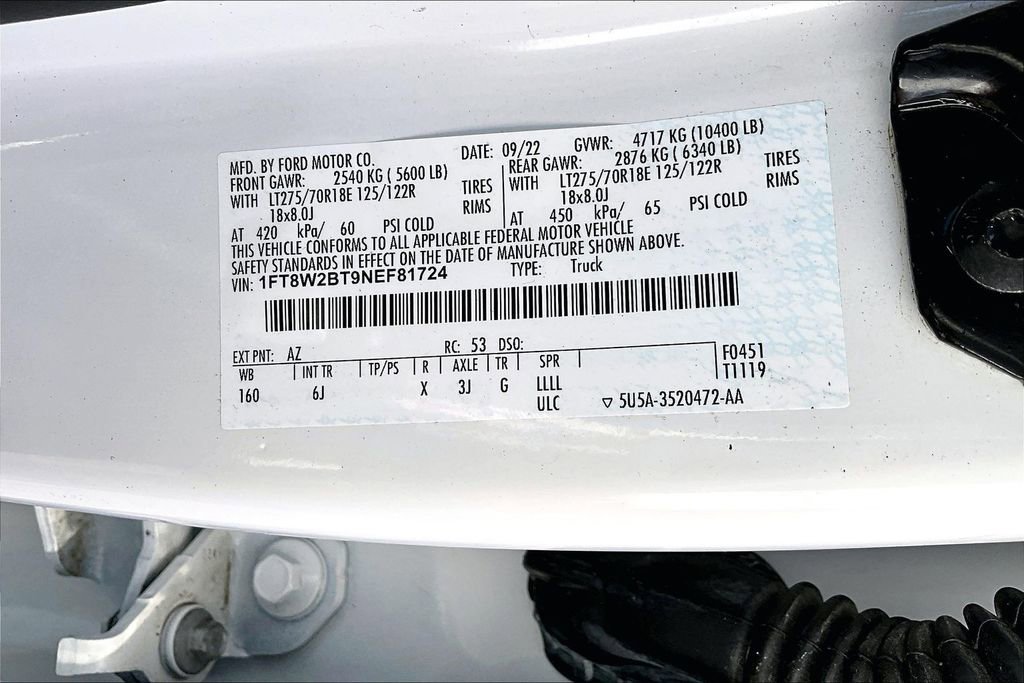 MFD. BY FORD MOTOR CO. DATE: 09/22 GVWR: 4717 KG (10400 LB)
FRONT GAWR: 2540 KG ( 5600 LB) REAR GAWR: 2876 KG ( 6340 LB)
WITH LT275/70R18E 125/122R TIRES WITH LT275/70R18E 125/122R TIRES
18x8.0J RIMS 18x8.0J RIMS
AT 420 kPa/ 60 PSI COLD AT 450 kPa/ 65 PSI COLD
THIS VEHICLE CONFORMS TO ALL APPLICABLE FEDERAL MOTOR VEHICLE
SAFETY STANDARDS IN EFFECT ON THE DATE OF MANUFACTURE SHOWN ABOVE.
VIN: 1FT8W2BT9NEF81724 TYPE: Truck
EXT PNT: AZ RC: 53 DSO:
WB INT TR TP/PS R AXLE TR SPR F0451
160 6J X 3J G LLLL T1119
ULC ▽ 5U5A-3520472-AA